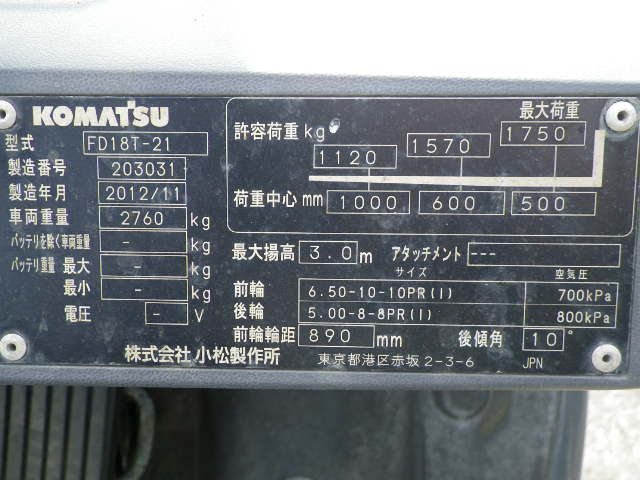 KOMATSU
型式 FD18T-21
製造番号 203031
製造年月 2012/11
車両重量 2760 kg
バッテリを除く車両重量 - kg
バッテリ重量 最大 - kg
最小 - kg
電圧 - V
最大荷重
許容荷重 kg 1120 1570 1750
荷重中心 mm 1000 600 500
最大揚高 3.0 m アタッチメント ---
サイズ 空気圧
前輪 6.50-10-10PR(I) 700kPa
後輪 5.00-8-8PR(I) 800kPa
前輪輪距 890 mm 後傾角 10°
株式会社 小松製作所 東京都港区赤坂2-3-6 JPN